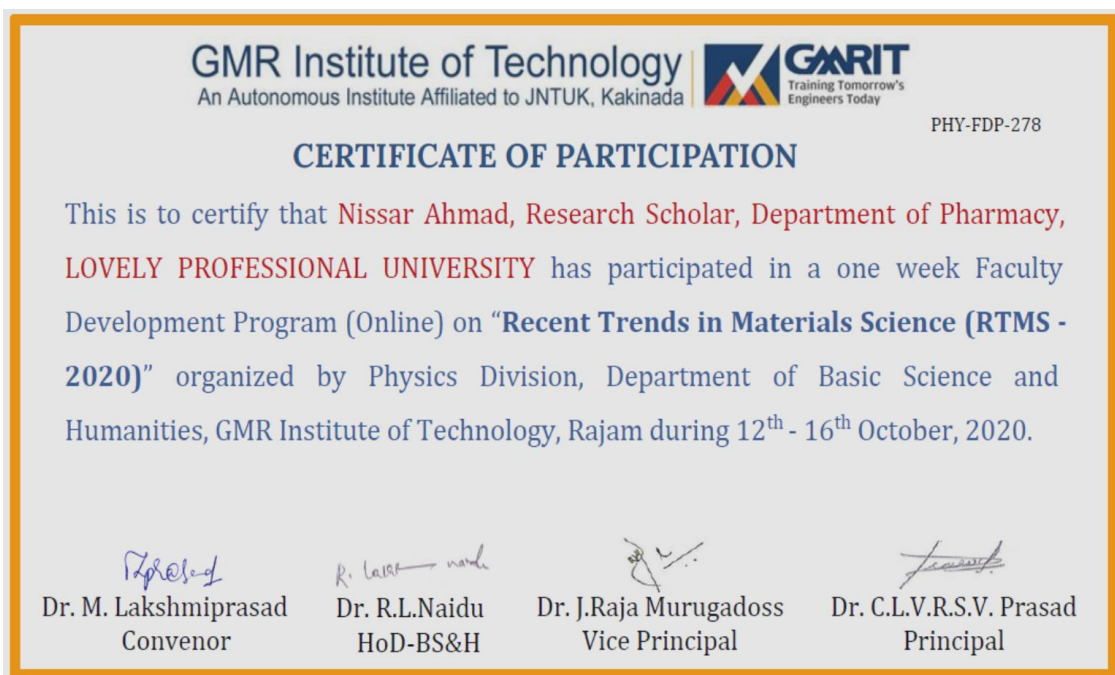 GMR Institute of Technology
An Autonomous Institute Affiliated to JNTUK, Kakinada
GMRIT
Training Tomorrow's
Engineers Today
PHY-FDP-278
CERTIFICATE OF PARTICIPATION
This is to certify that Nissar Ahmad, Research Scholar, Department of Pharmacy,
LOVELY PROFESSIONAL UNIVERSITY has participated in a one week Faculty
Development Program (Online) on “Recent Trends in Materials Science (RTMS -
2020)” organized by Physics Division, Department of Basic Science and
Humanities, GMR Institute of Technology, Rajam during 12th - 16th October, 2020.
Dr. M. Lakshmiprasad
Convenor
Dr. R.L.Naidu
HoD-BS&H
Dr. J.Raja Murugadoss
Vice Principal
Dr. C.L.V.R.S.V. Prasad
Principal